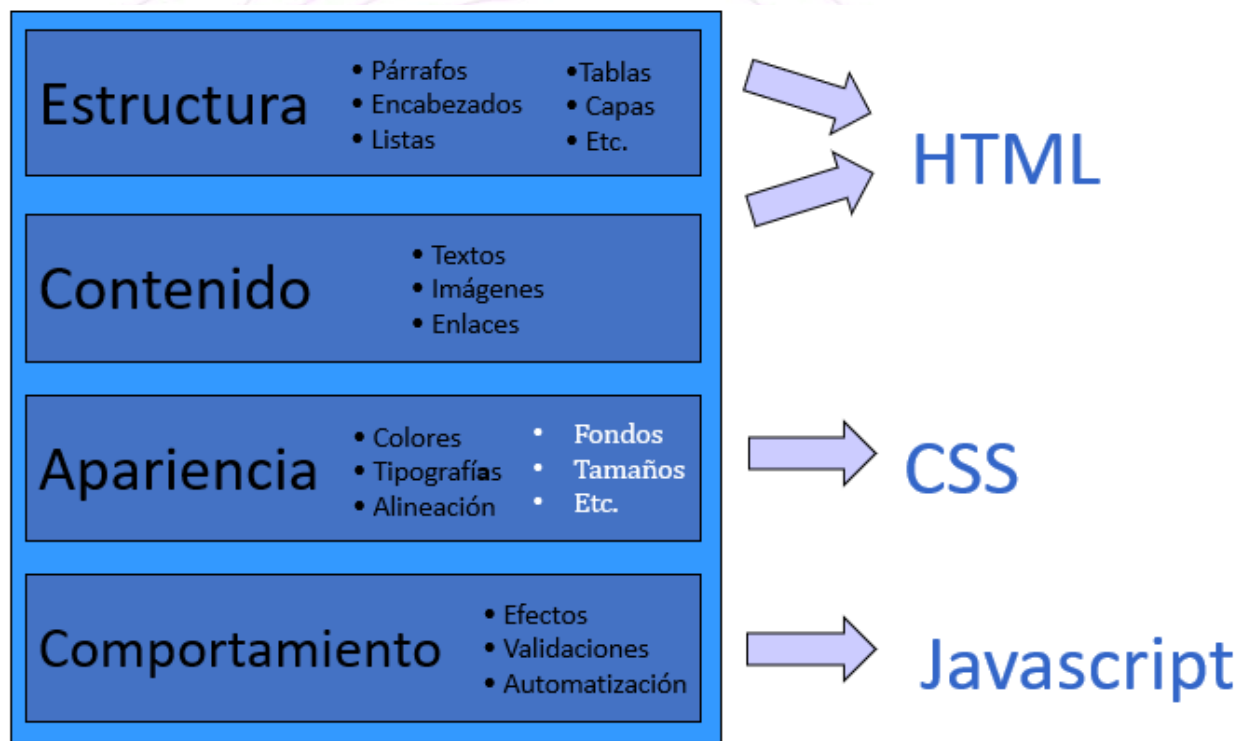 Estructura
• Párrafos
• Encabezados
• Listas
•Tablas
• Capas
• Etc.
HTML
Contenido
• Textos
• Imágenes
• Enlaces
Apariencia
• Colores
• Tipografías
• Alineación
• Fondos
• Tamaños
• Etc.
CSS
Comportamiento
• Efectos
• Validaciones
• Automatización
Javascript